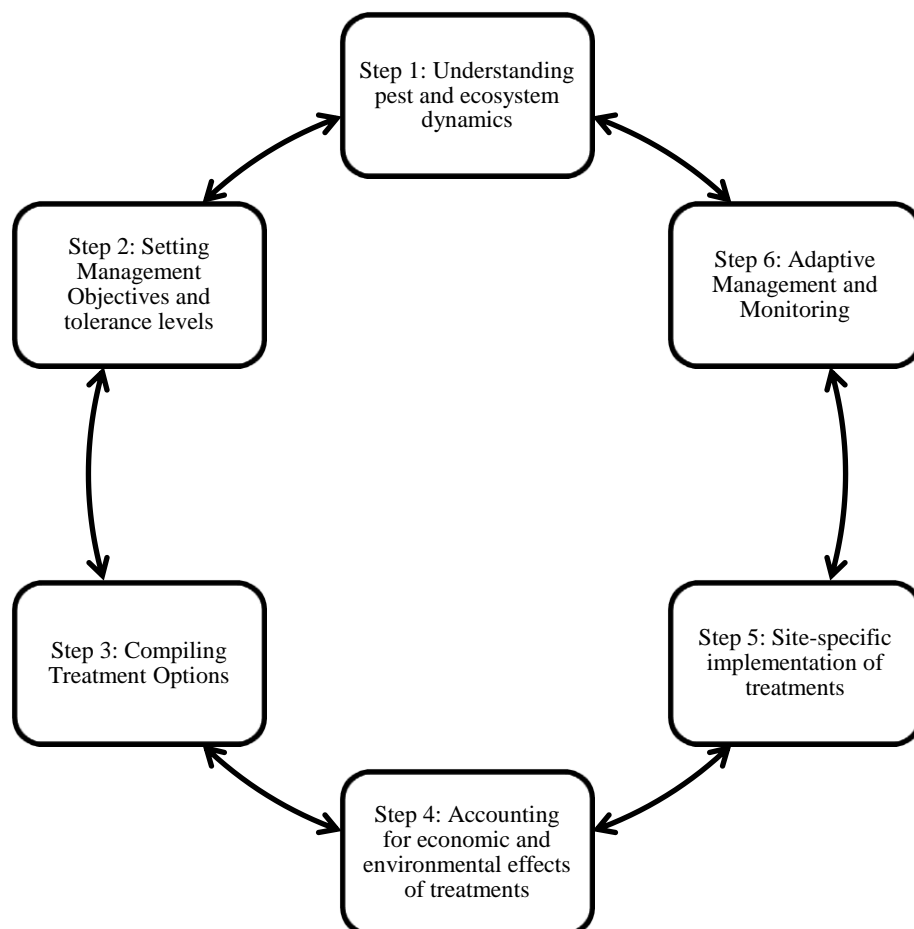 Step 1: Understanding
pest and ecosystem
dynamics
Step 2: Setting
Management
Objectives and
tolerance levels
Step 6: Adaptive
Management and
Monitoring
Step 3: Compiling
Treatment Options
Step 5: Site-specific
implementation of
treatments
Step 4: Accounting
for economic and
environmental effects
of treatments